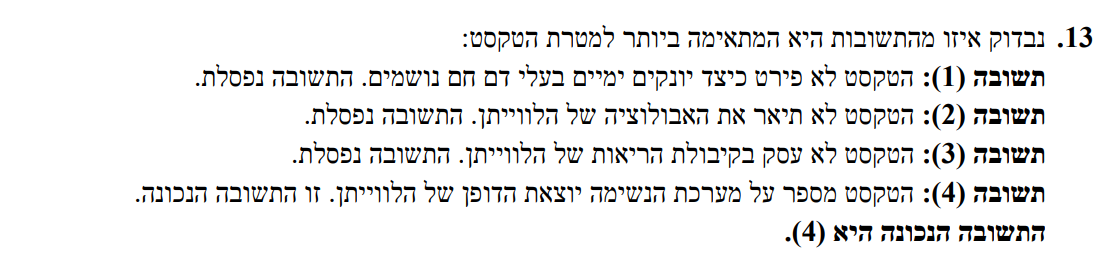 13. נבדוק איזו מהתשובות היא המתאימה ביותר למטרת הטקסט:
תשובה (1): הטקסט לא פירט כיצד יונקים ימיים בעלי דם חם נושמים. התשובה נפסלת.
תשובה (2): הטקסט לא תיאר את האבולוציה של הלווייתן. התשובה נפסלת.
תשובה (3): הטקסט לא עסק בקיבולת הריאות של הלווייתן. התשובה נפסלת.
תשובה (4): הטקסט מספר על מערכת הנשימה יוצאת הדופן של הלווייתן. זו התשובה הנכונה.
התשובה הנכונה היא (4).